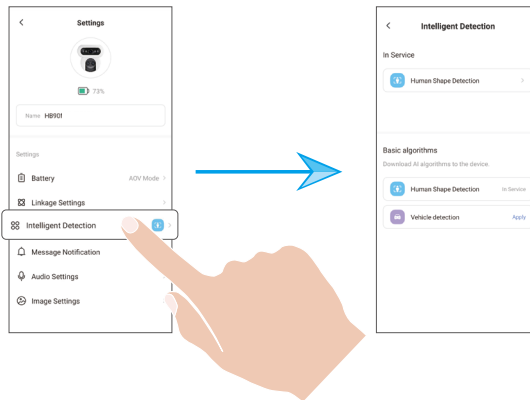 Settings
73%
Name HB901
Settings
Battery AOV Mode
Linkage Settings
Intelligent Detection
Message Notification
Audio Settings
Image Settings
Intelligent Detection
In Service
Human Shape Detection
Basic algorithms
Download AI algorithms to the device.
Human Shape Detection In Service
Vehicle detection Apply